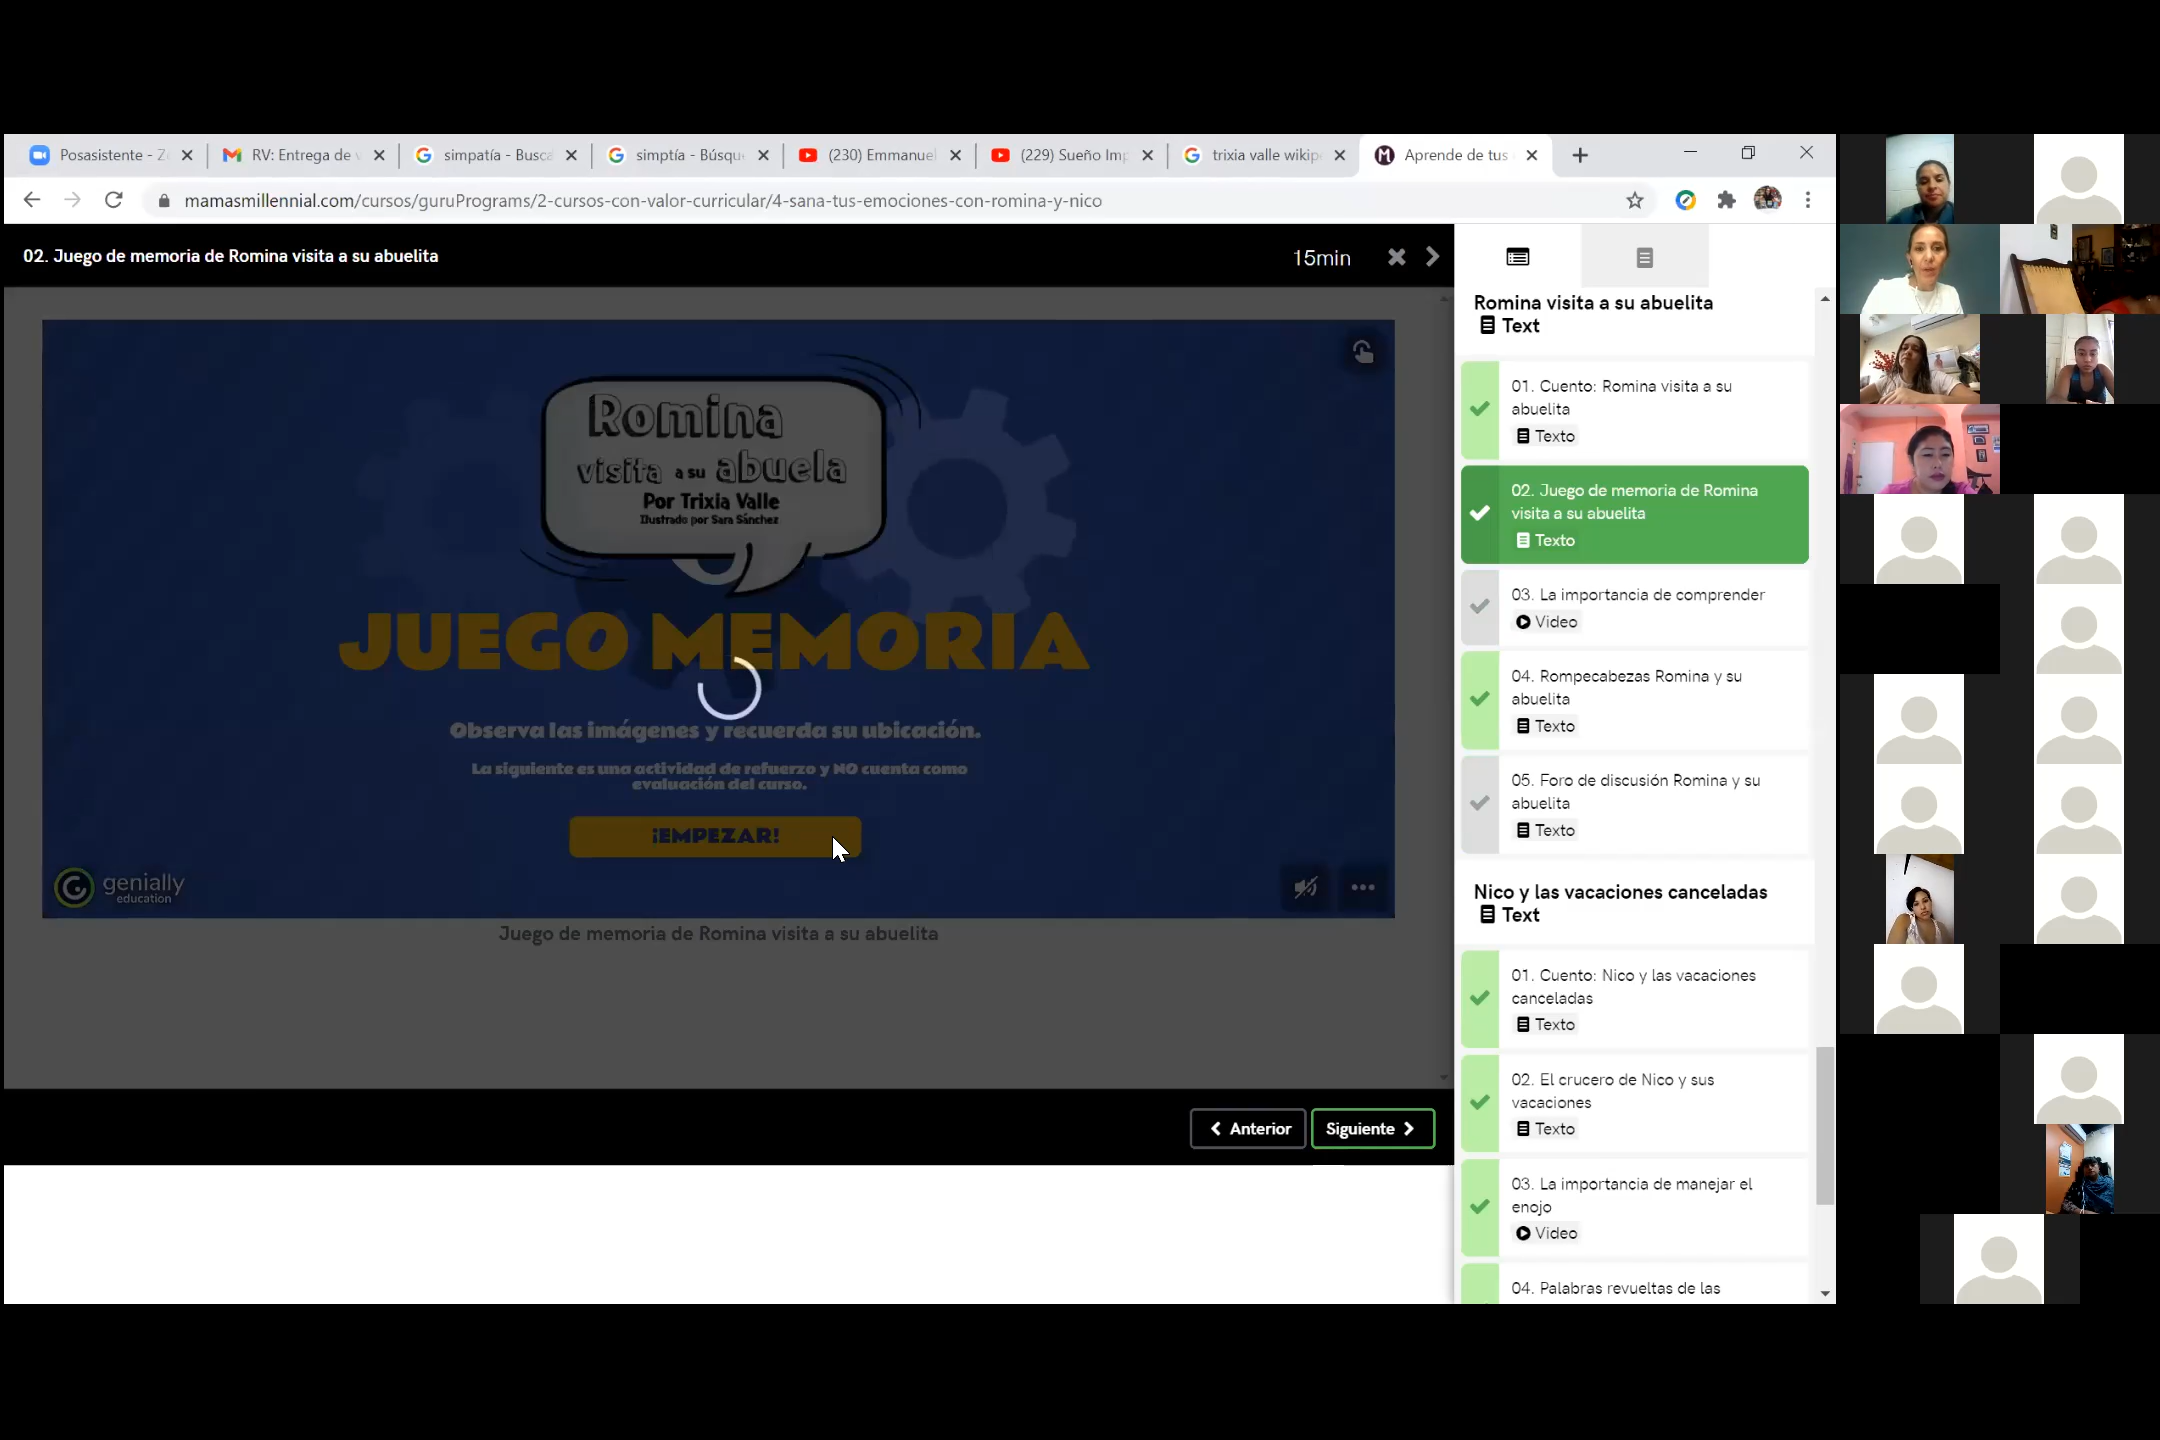 Posasistente - Z
RV: Entrega de
simpatía - Busca
simptía - Búsqu
(230) Emmanuel
(229) Sueño Imp
trixia valle wikip
Aprende de tus
mamasmillennial.com/cursos/guruPrograms/2-cursos-con-valor-curricular/4-sana-tus-emociones-con-romina-y-nico
02. Juego de memoria de Romina visita a su abuelita
15min
Romina
visita a su abuela
Por Trixia Valle
Ilustrado por Sara Sánchez
JUEGO MEMORIA
Observa las imágenes y recuerda su ubicación.
La siguiente es una actividad de refuerzo y NO cuenta como
evaluación del curso.
¡EMPEZAR!
genially
education
Juego de memoria de Romina visita a su abuelita
Anterior
Siguiente
Romina visita a su abuelita
Text
01. Cuento: Romina visita a su
abuelita
Texto
02. Juego de memoria de Romina
visita a su abuelita
Texto
03. La importancia de comprender
Video
04. Rompecabezas Romina y su
abuelita
Texto
05. Foro de discusión Romina y su
abuelita
Texto
Nico y las vacaciones canceladas
Text
01. Cuento: Nico y las vacaciones
canceladas
Texto
02. El crucero de Nico y sus
vacaciones
Texto
03. La importancia de manejar el
enojo
Video
04. Palabras revueltas de las